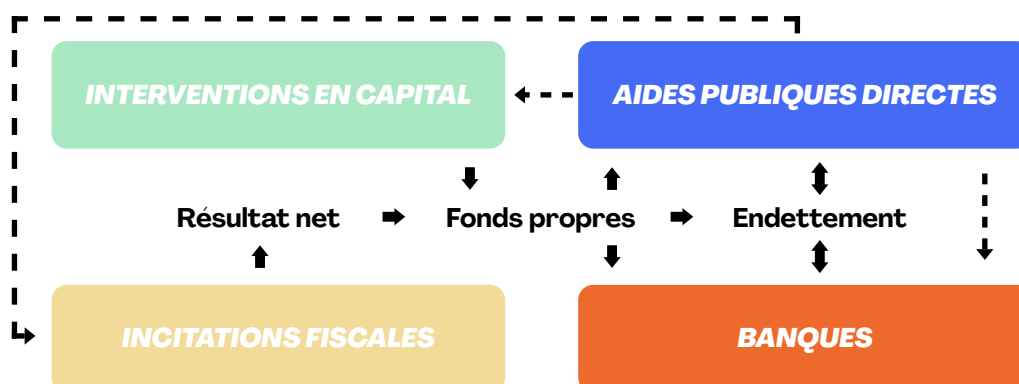 INTERVENTIONS EN CAPITAL
AIDES PUBLIQUES DIRECTES
Résultat net
Fonds propres
Endettement
INCITATIONS FISCALES
BANQUES